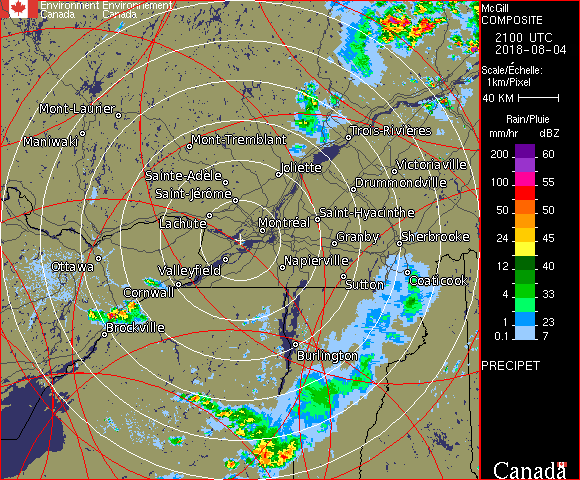 Environment Environnement
Canada Canada
McGill
COMPOSITE
2100 UTC
2018-08-04
Scale/Échelle:
1km/Pixel
40 KM
Rain/Pluie
mm/hr dBZ
200 60
100 55
50 50
24 45
12 40
4 33
1 23
0.1 7
PRECIPET
Canada
Mont-Laurier
Maniwaki
Mont-Tremblant
Trois-Rivières
Sainte-Adèle
Joliette
Victoriaville
Saint-Jérôme
Drummondville
Lachute
Montréal
Saint-Hyacinthe
Granby
Sherbrooke
Ottawa
Valleyfield
Napierville
Sutton
Coaticook
Cornwall
Brockville
Burlington